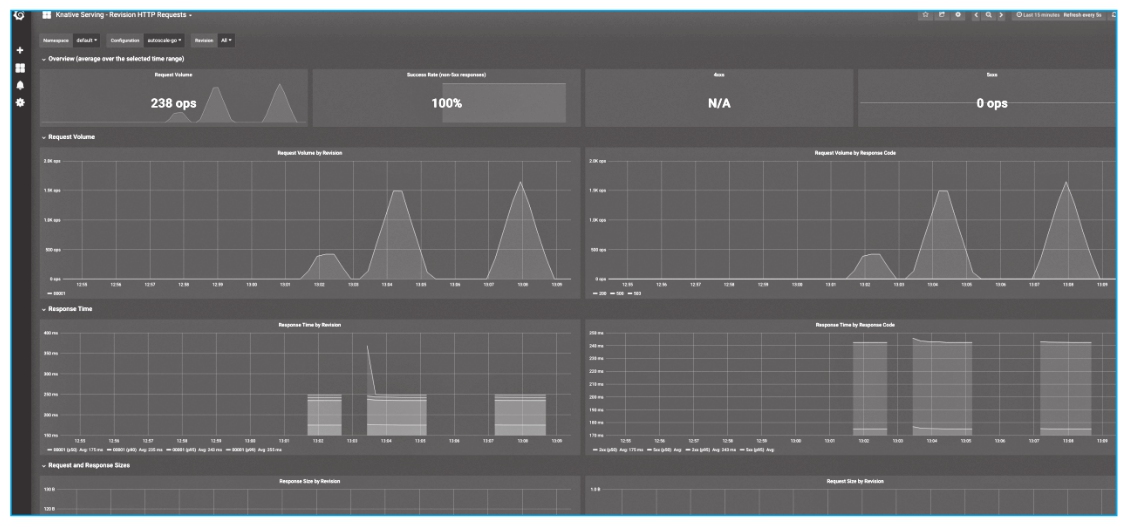 Knative Serving - Revision HTTP Requests
Last 15 minutes Refresh every 5s
Namespace default Configuration autoscale-go Revision All
Overview (average over the selected time range)
Request Volume
238 ops
Success Rate (non-5xx responses)
100%
4xxs
N/A
5xxs
0 ops
Request Volume
Request Volume by Revision
2.0K ops
1.5K ops
1.0K ops
500 ops
0 ops
12:55 12:56 12:57 12:58 12:59 13:00 13:01 13:02 13:03 13:04 13:05 13:06 13:07 13:08 13:09
00001
Request Volume by Response Code
2.0K ops
1.5K ops
1.0K ops
500 ops
0 ops
12:55 12:56 12:57 12:58 12:59 13:00 13:01 13:02 13:03 13:04 13:05 13:06 13:07 13:08 13:09
200 500 503
Response Time
Response Time by Revision
400 ms
350 ms
300 ms
250 ms
200 ms
150 ms
12:55 12:56 12:57 12:58 12:59 13:00 13:01 13:02 13:03 13:04 13:05 13:06 13:07 13:08 13:09
00001 (p50) Avg: 175 ms 00001 (p90) Avg: 235 ms 00001 (p95) Avg: 243 ms 00001 (p99) Avg:
Response Time by Response Code
240 ms
230 ms
220 ms
210 ms
200 ms
190 ms
180 ms
170 ms
12:55 12:56 12:57 12:58 12:59 13:00 13:01 13:02 13:03 13:04 13:05 13:06 13:07 13:08 13:09
2xx (p50) Avg: 175 ms 5xx (p50) Avg: 2xx (p95) Avg: 243 ms 5xx (p95) Avg:
Request and Response Sizes
Response Size by Revision
Request Size by Revision